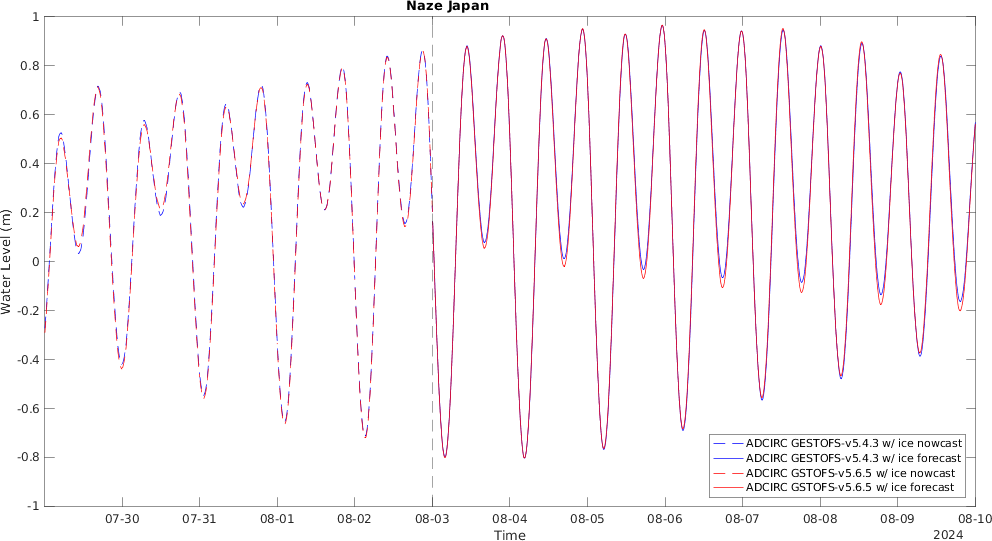 Naze Japan
Water Level (m)
1
0.8
0.6
0.4
0.2
0
-0.2
-0.4
-0.6
-0.8
-1
07-30 07-31 08-01 08-02 08-03 08-04 08-05 08-06 08-07 08-08 08-09 08-10
Time
2024
ADCIRC GESTOFS-v5.4.3 w/ ice nowcast
ADCIRC GESTOFS-v5.4.3 w/ ice forecast
ADCIRC GSTOFS-v5.6.5 w/ ice nowcast
ADCIRC GSTOFS-v5.6.5 w/ ice forecast